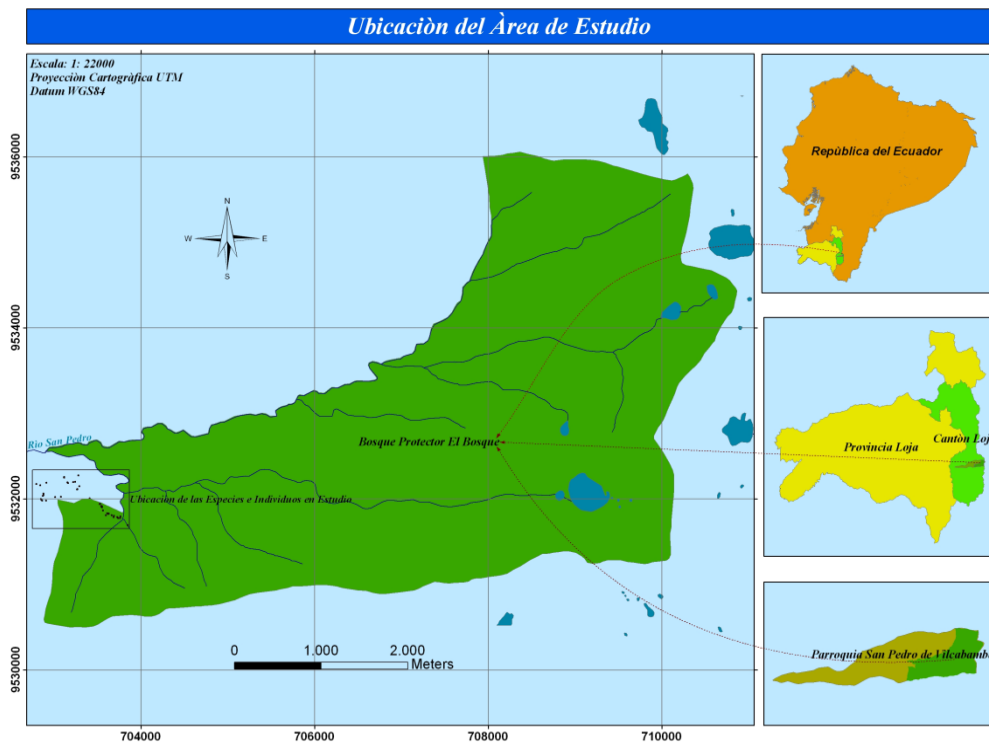 Ubicaciòn del Àrea de Estudio
Escala: 1: 22000
Proyecciòn Cartogràfica UTM
Datum WGS84
N
W E
S
9536000
9534000
9532000
9530000
Rìo San Pedro
Bosque Protector El Bosque
Ubicaciòn de las Especies e Individuos en Estudio
0 1,000 2,000
Meters
704000 706000 708000 710000
Repùblica del Ecuador
Provincia Loja
Cantòn Loj
Parroquia San Pedro de Vilcabamba